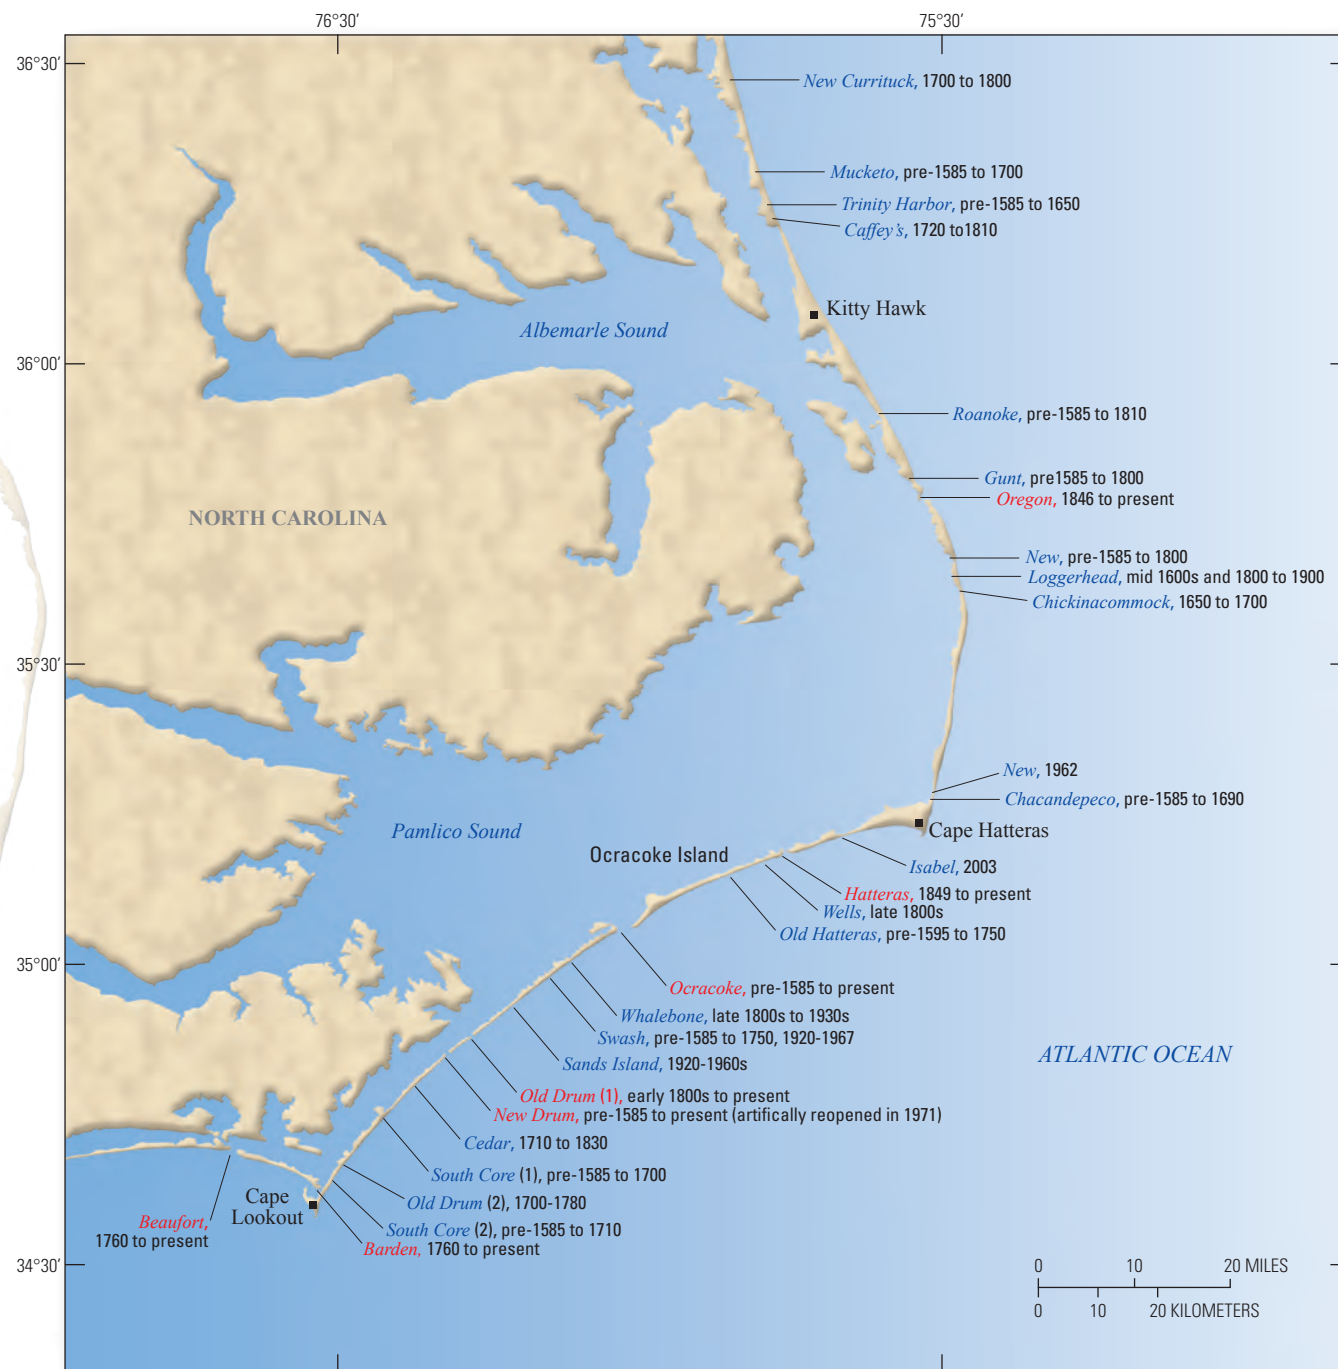 76°30'
75°30'
36°30'
New Currituck, 1700 to 1800
Mucketo, pre-1585 to 1700
Trinity Harbor, pre-1585 to 1650
Caffey's, 1720 to1810
Kitty Hawk
Albemarle Sound
36°00'
Roanoke, pre-1585 to 1810
Gunt, pre1585 to 1800
Oregon, 1846 to present
NORTH CAROLINA
New, pre-1585 to 1800
Loggerhead, mid 1600s and 1800 to 1900
Chickinacommock, 1650 to 1700
35°30'
New, 1962
Chacandepeco, pre-1585 to 1690
Cape Hatteras
Pamlico Sound
Ocracoke Island
Isabel, 2003
Hatteras, 1849 to present
Wells, late 1800s
Old Hatteras, pre-1595 to 1750
35°00'
Ocracoke, pre-1585 to present
Whalebone, late 1800s to 1930s
Swash, pre-1585 to 1750, 1920-1967
Sands Island, 1920-1960s
ATLANTIC OCEAN
Old Drum (1), early 1800s to present
New Drum, pre-1585 to present (artifically reopened in 1971)
Cedar, 1710 to 1830
South Core (1), pre-1585 to 1700
Old Drum (2), 1700-1780
Cape
Lookout
South Core (2), pre-1585 to 1710
Beaufort,
1760 to present
Barden, 1760 to present
34°30'
0 10 20 MILES
0 10 20 KILOMETERS